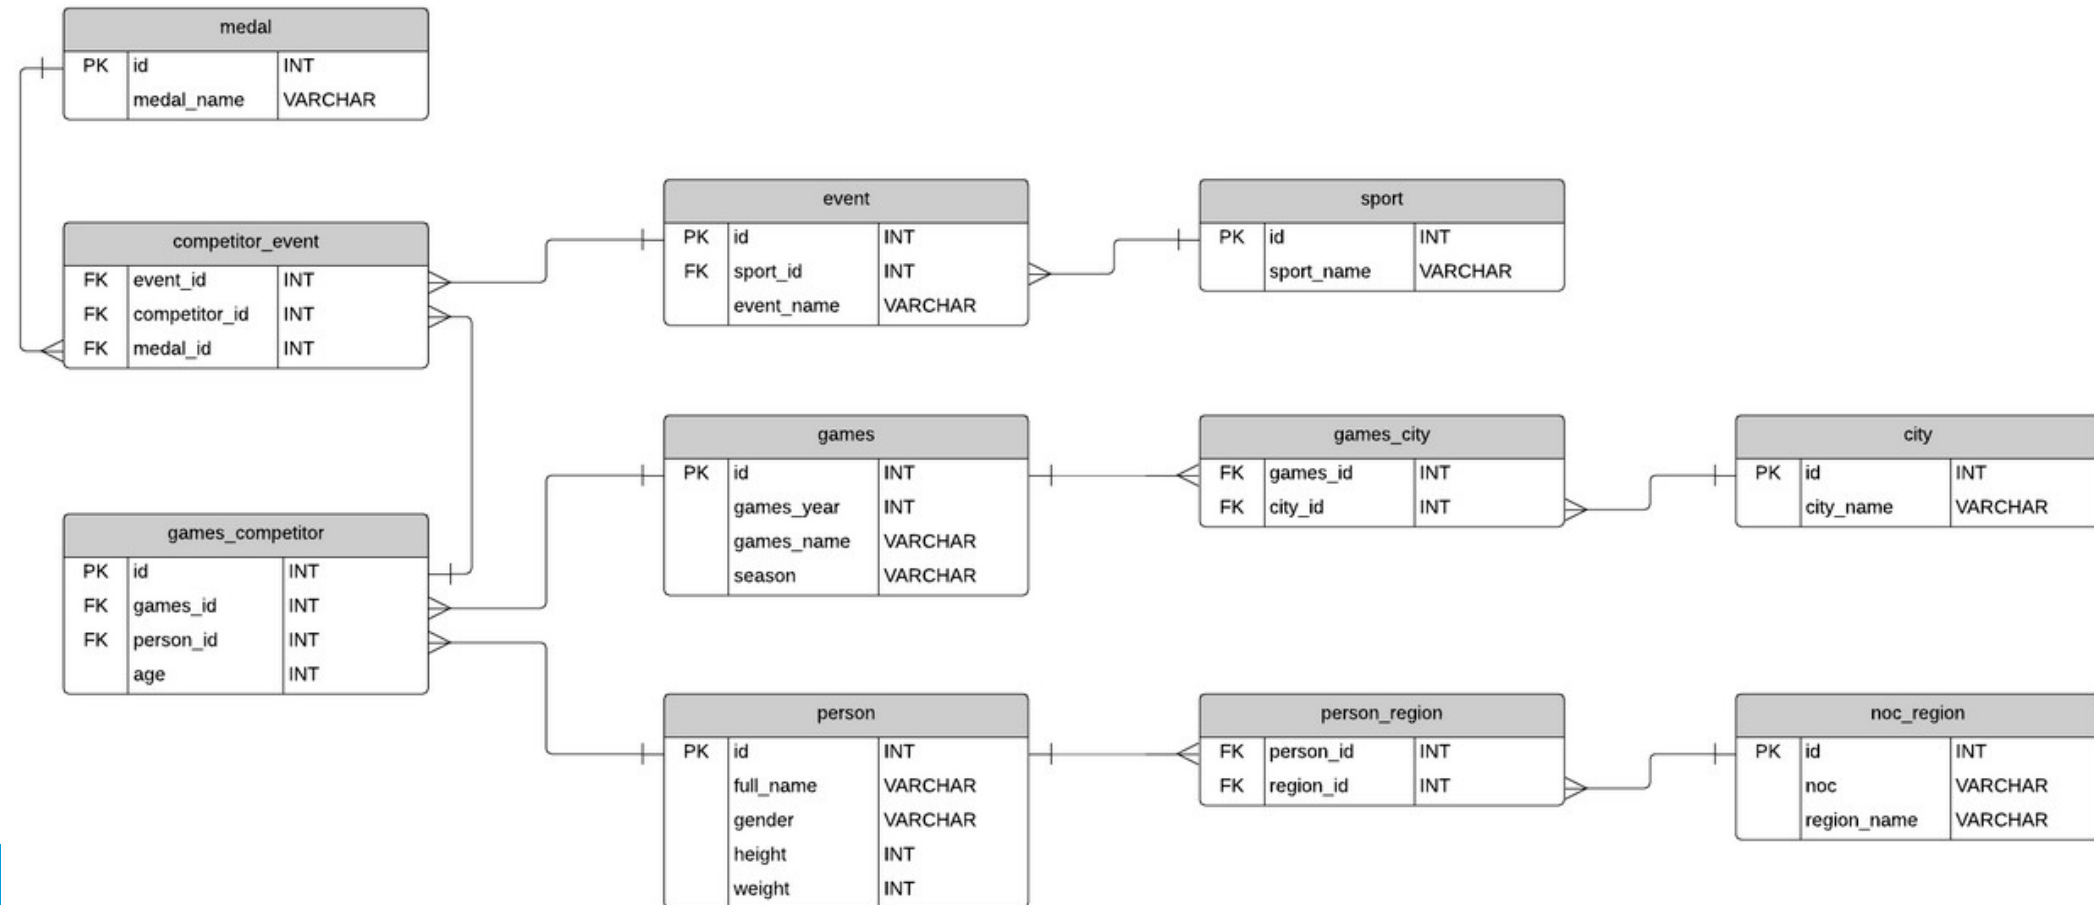 medal
PK id INT
medal_name VARCHAR
competitor_event
FK event_id INT
FK competitor_id INT
FK medal_id INT
event
PK id INT
FK sport_id INT
event_name VARCHAR
sport
PK id INT
sport_name VARCHAR
games
PK id INT
games_year INT
games_name VARCHAR
season VARCHAR
games_city
FK games_id INT
FK city_id INT
city
PK id INT
city_name VARCHAR
games_competitor
PK id INT
FK games_id INT
FK person_id INT
age INT
person
PK id INT
full_name VARCHAR
gender VARCHAR
height INT
weight INT
person_region
FK person_id INT
FK region_id INT
noc_region
PK id INT
noc VARCHAR
region_name VARCHAR